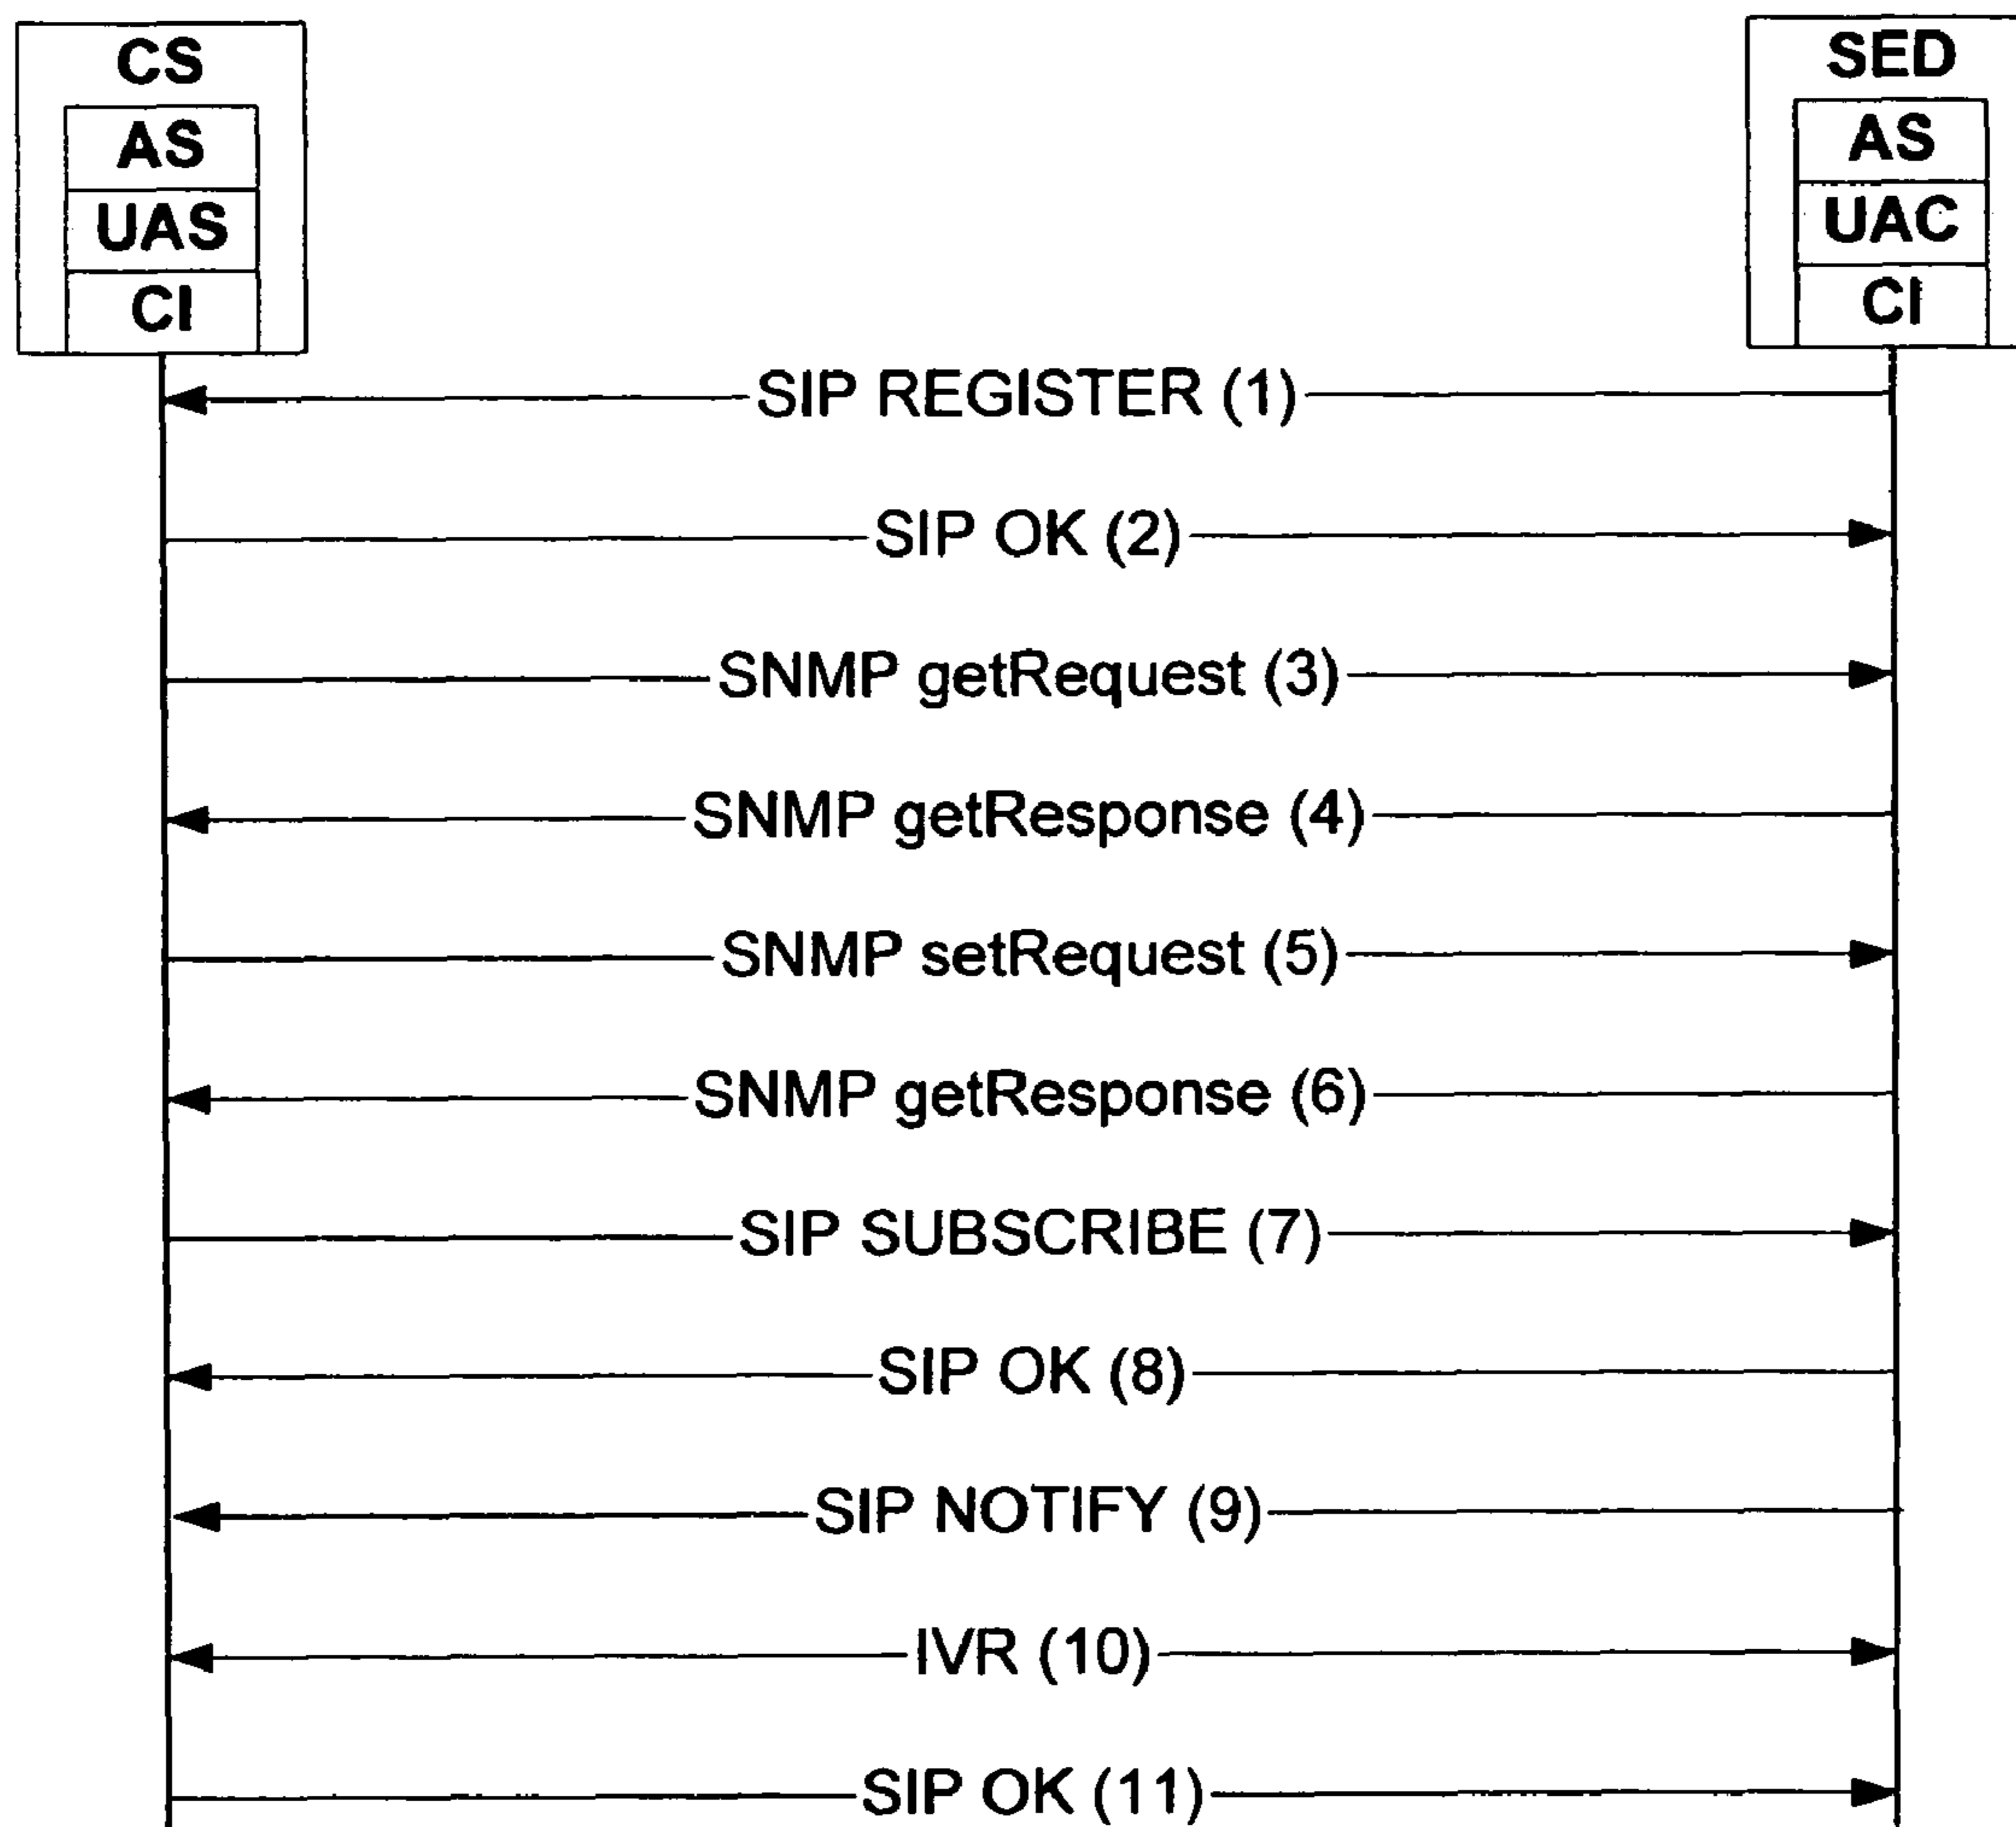 CS
AS
UAS
CI
SED
AS
UAC
CI
SIP REGISTER (1)
SIP OK (2)
SNMP getRequest (3)
SNMP getResponse (4)
SNMP setRequest (5)
SNMP getResponse (6)
SIP SUBSCRIBE (7)
SIP OK (8)
SIP NOTIFY (9)
IVR (10)
SIP OK (11)